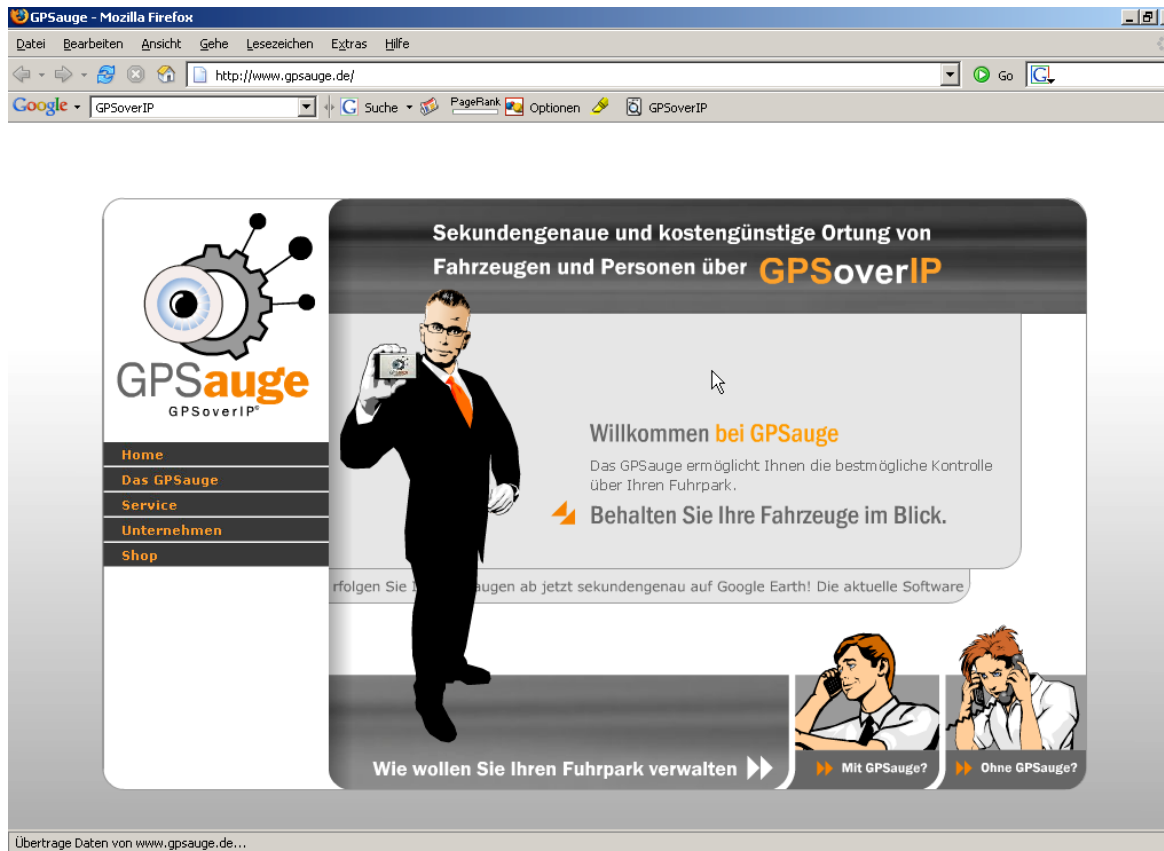 GPSauge - Mozilla Firefox
Datei Bearbeiten Ansicht Gehe Lesezeichen Extras Hilfe
http://www.gpsauge.de/ Go G
Google GPSoverIP G Suche PageRank Optionen GPSoverIP
Sekundengenaue und kostengünstige Ortung von
Fahrzeugen und Personen über GPSoverIP
GPSauge
GPSoverIP®
Home
Das GPSauge
Service
Unternehmen
Shop
Willkommen bei GPSauge
Das GPSauge ermöglicht Ihnen die bestmögliche Kontrolle
über Ihren Fuhrpark.
Behalten Sie Ihre Fahrzeuge im Blick.
rfolgen Sie augen ab jetzt sekundengenau auf Google Earth! Die aktuelle Software
Wie wollen Sie Ihren Fuhrpark verwalten
Mit GPSauge?
Ohne GPSauge?
Übertrage Daten von www.gpsauge.de...